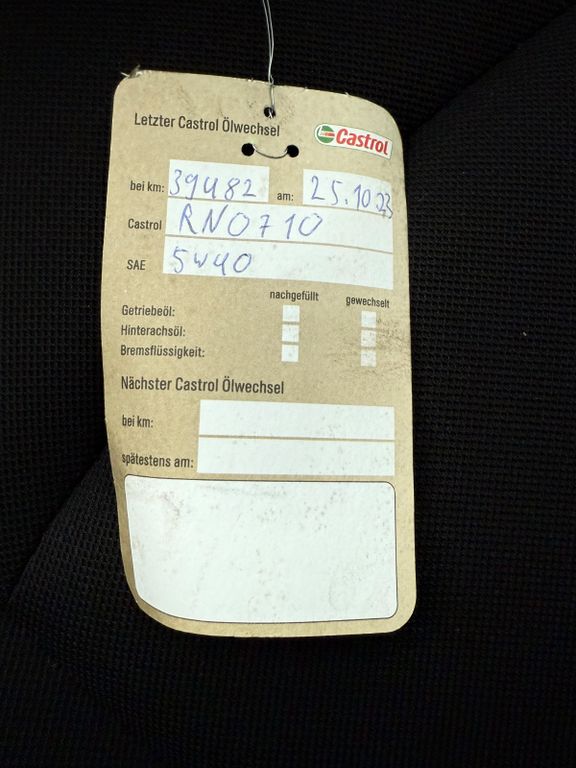 Letzter Castrol Ölwechsel
Castrol
bei km: 39482 am: 25.10.23
Castrol RN0710
SAE 5W40
nachgefüllt gewechselt
Getriebeöl:
Hinterachsöl:
Bremsflüssigkeit:
Nächster Castrol Ölwechsel
bei km:
spätestens am: